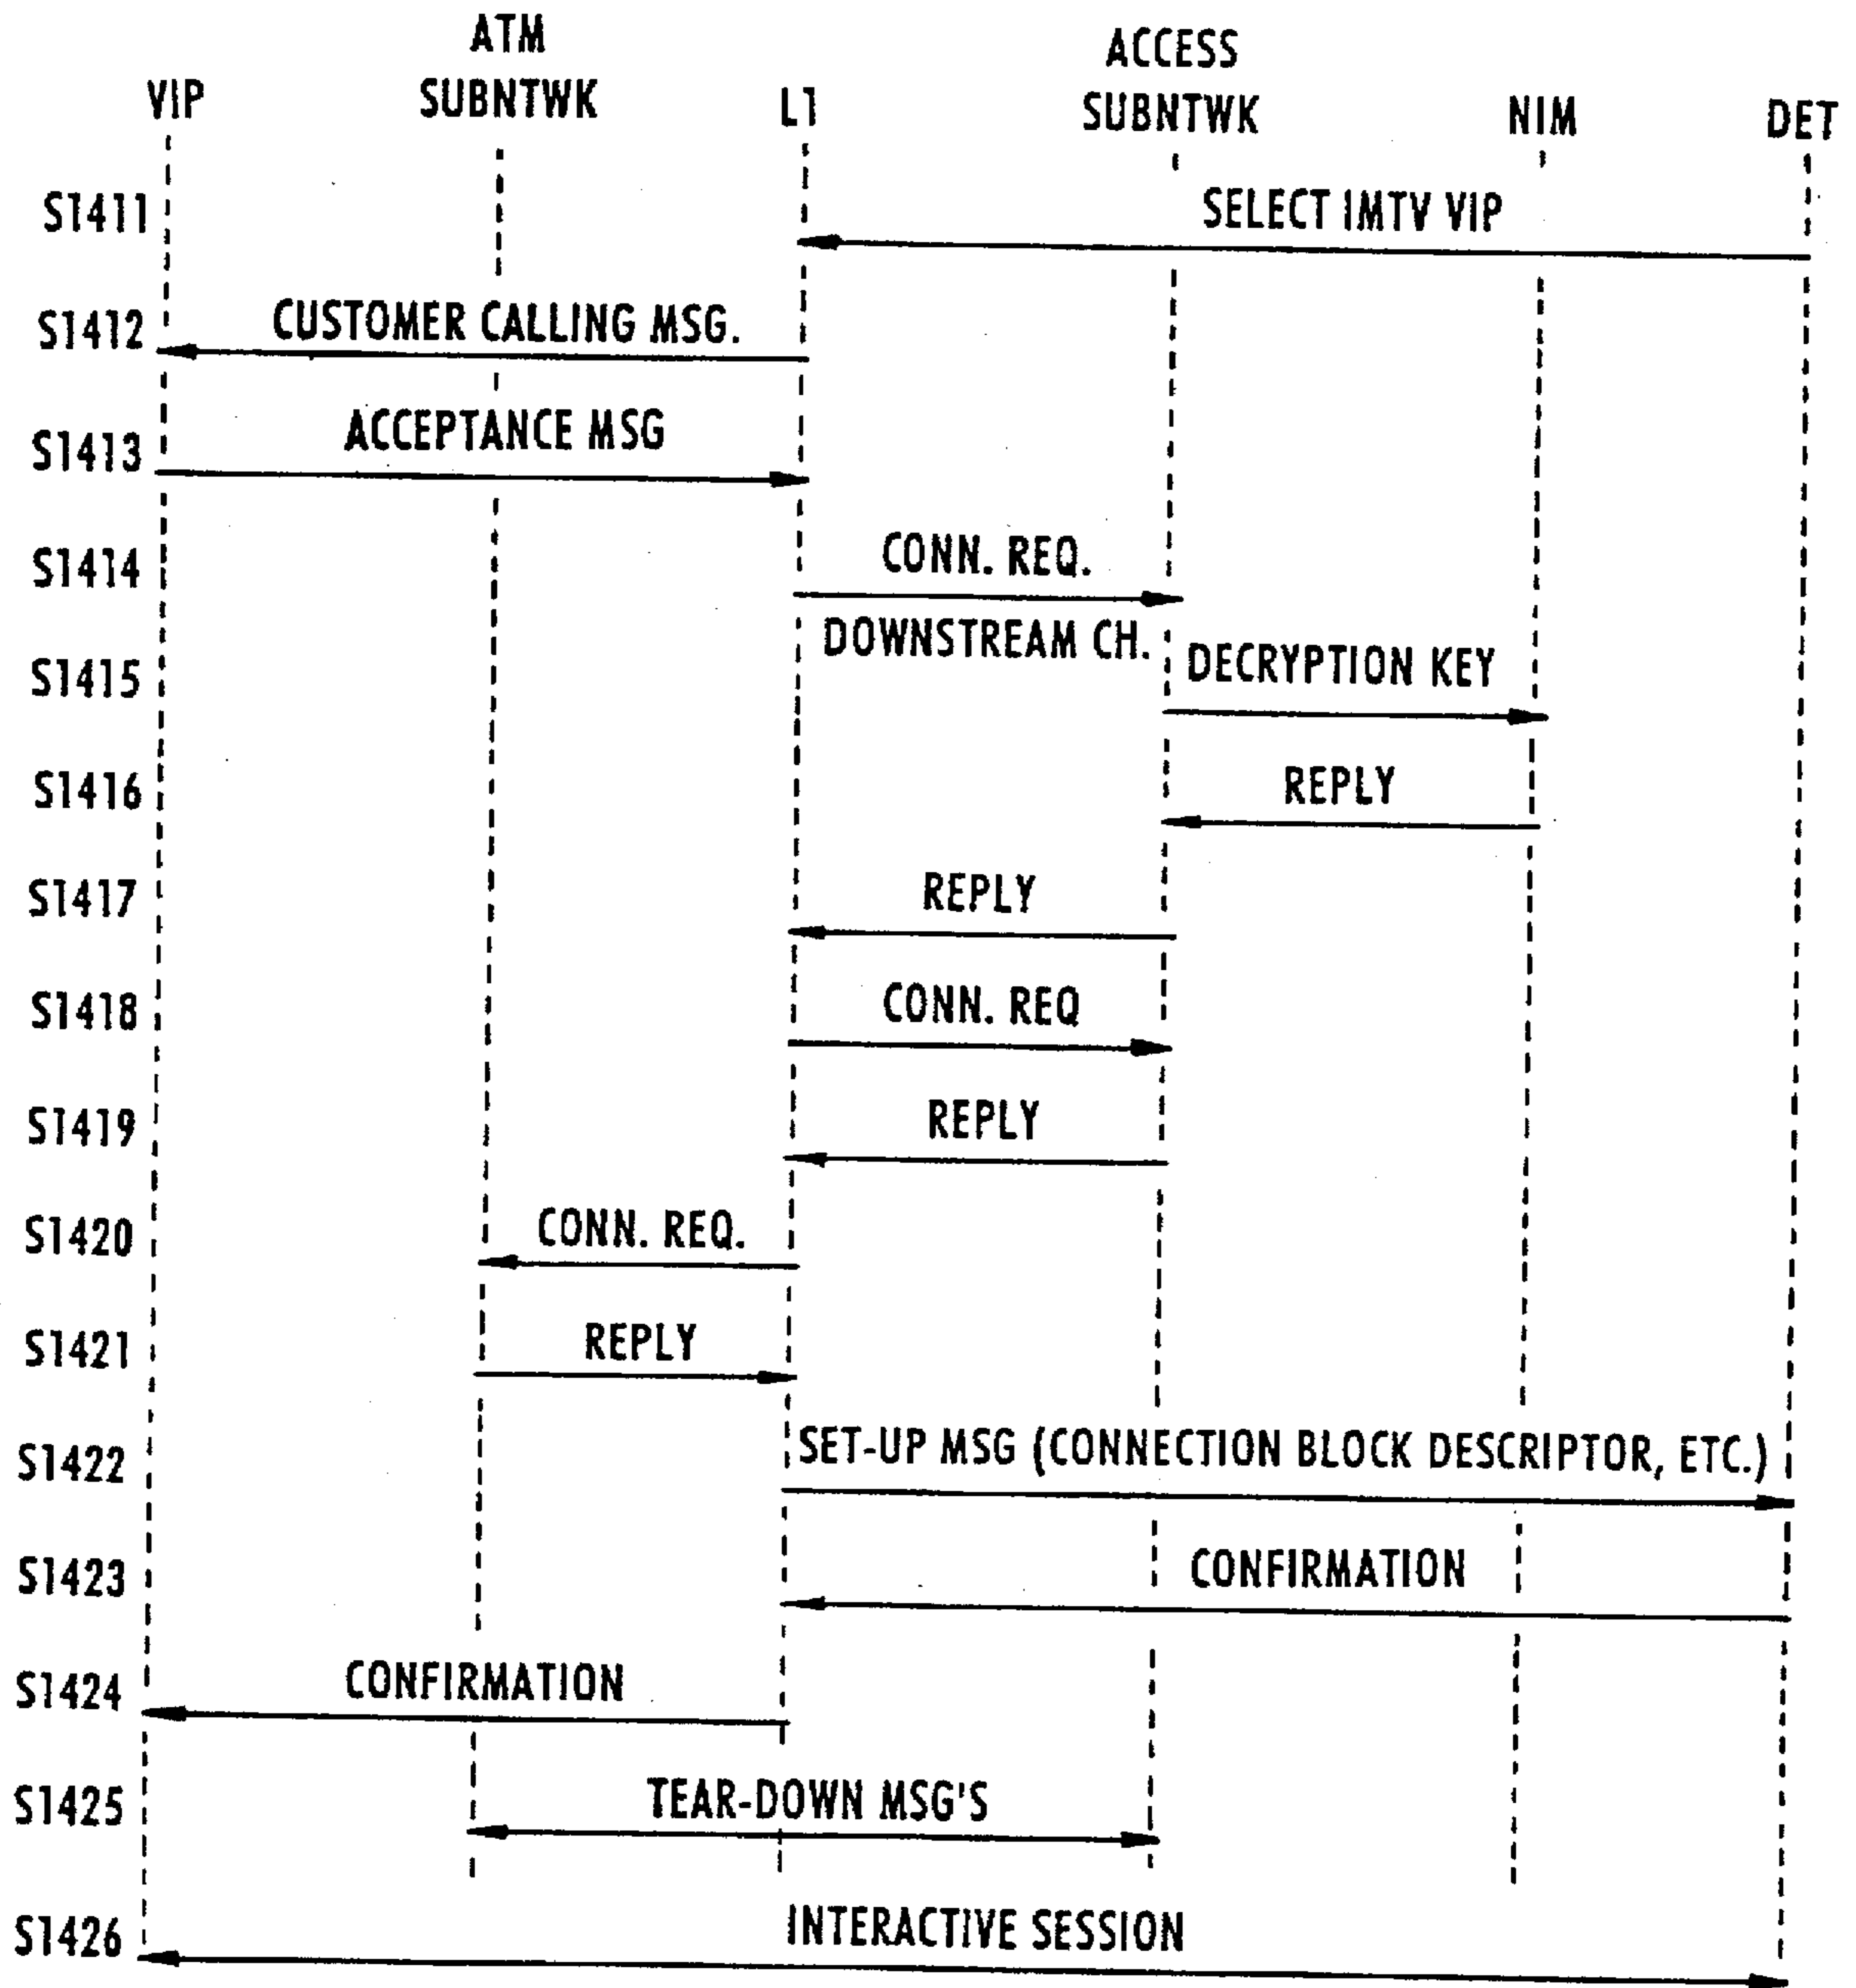 VIP
ATM
SUBNTWK
L1
ACCESS
SUBNTWK
NIM
DET
S1411
SELECT IMTV VIP
S1412
CUSTOMER CALLING MSG.
S1413
ACCEPTANCE MSG
S1414
CONN. REQ.
DOWNSTREAM CH.
S1415
DECRYPTION KEY
S1416
REPLY
S1417
REPLY
S1418
CONN. REQ
S1419
REPLY
S1420
CONN. REQ.
S1421
REPLY
S1422
SET-UP MSG (CONNECTION BLOCK DESCRIPTOR, ETC.)
S1423
CONFIRMATION
S1424
CONFIRMATION
S1425
TEAR-DOWN MSG'S
S1426
INTERACTIVE SESSION